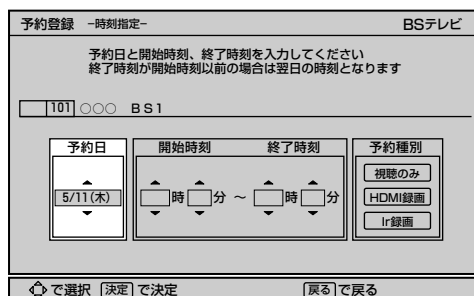 予約登録 −時刻指定− BSテレビ
予約日と開始時刻、終了時刻を入力してください
終了時刻が開始時刻以前の場合は翌日の時刻となります
101 ○○○ BS1
予約日 開始時刻 終了時刻 予約種別
視聴のみ
5/11(木) 時 分 〜 時 分 HDMI録画
Ir録画
で選択 決定 で決定 戻る で戻る